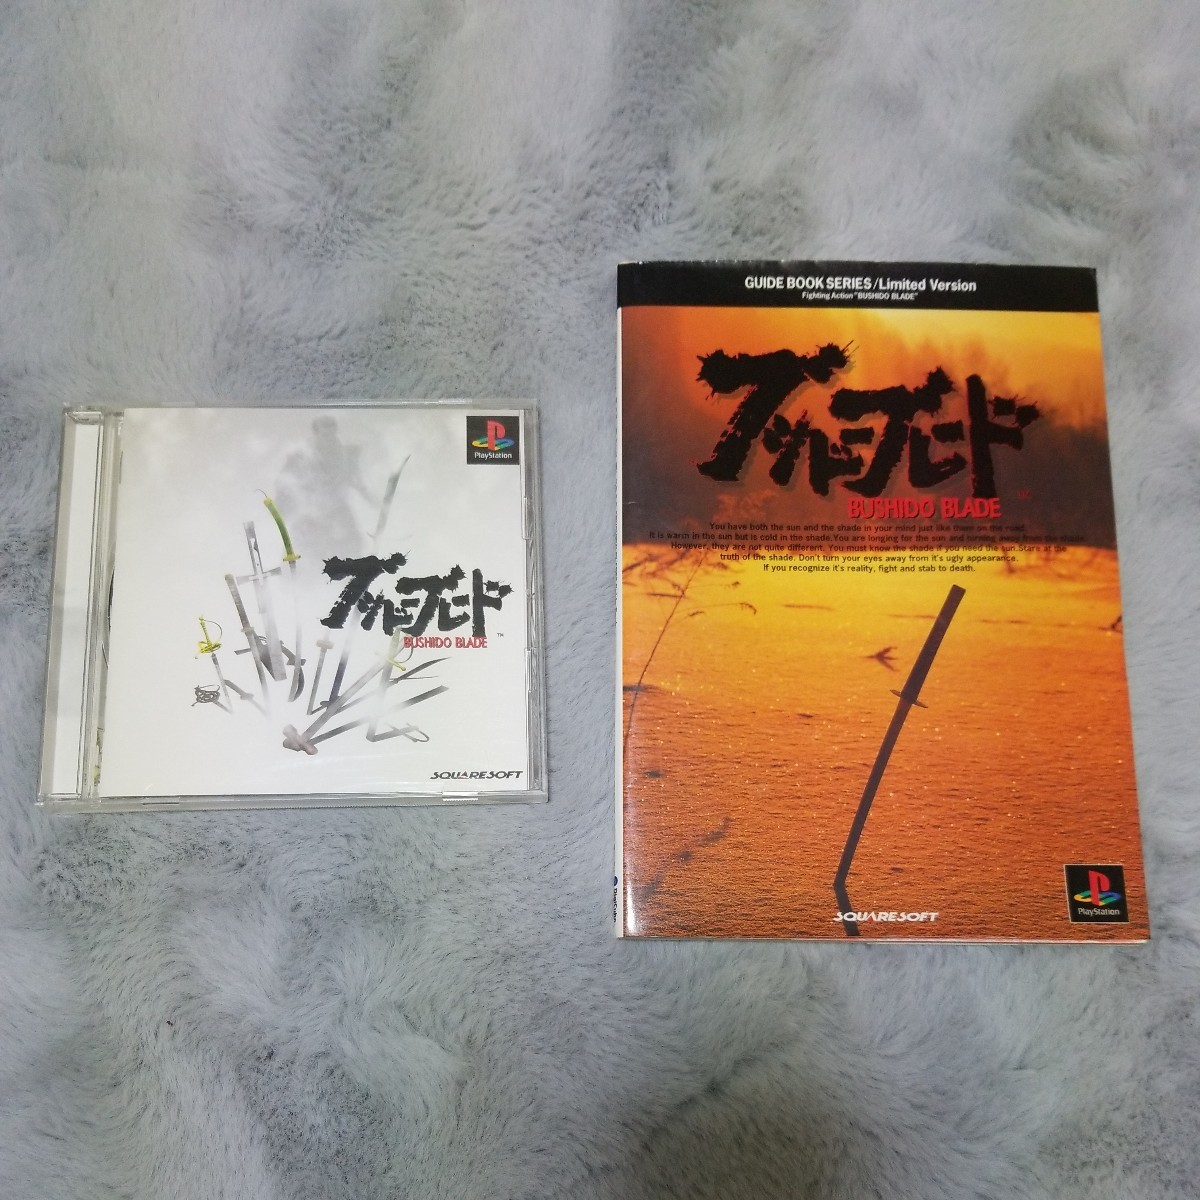 PlayStation
ブシドーブレード
TM
BUSHIDO BLADE
SQUARESOFT
GUIDE BOOK SERIES/Limited Version
Fighting Action "BUSHIDO BLADE"
ブシドーブレード
BUSHIDO BLADE
You have both the sun and the shade in your mind just like them on the road.
It is warm in the sun but is cold in the shade.You are longing for the sun and turning away from the shade.
However, they are not quite different. You must know the shade if you need the sun.Stare at the
truth of the shade. Don't turn your eyes away from it's ugly appearance.
If you recognize it's reality, fight and stab to death.
PlayStation
SQUARESOFT
DigiCube